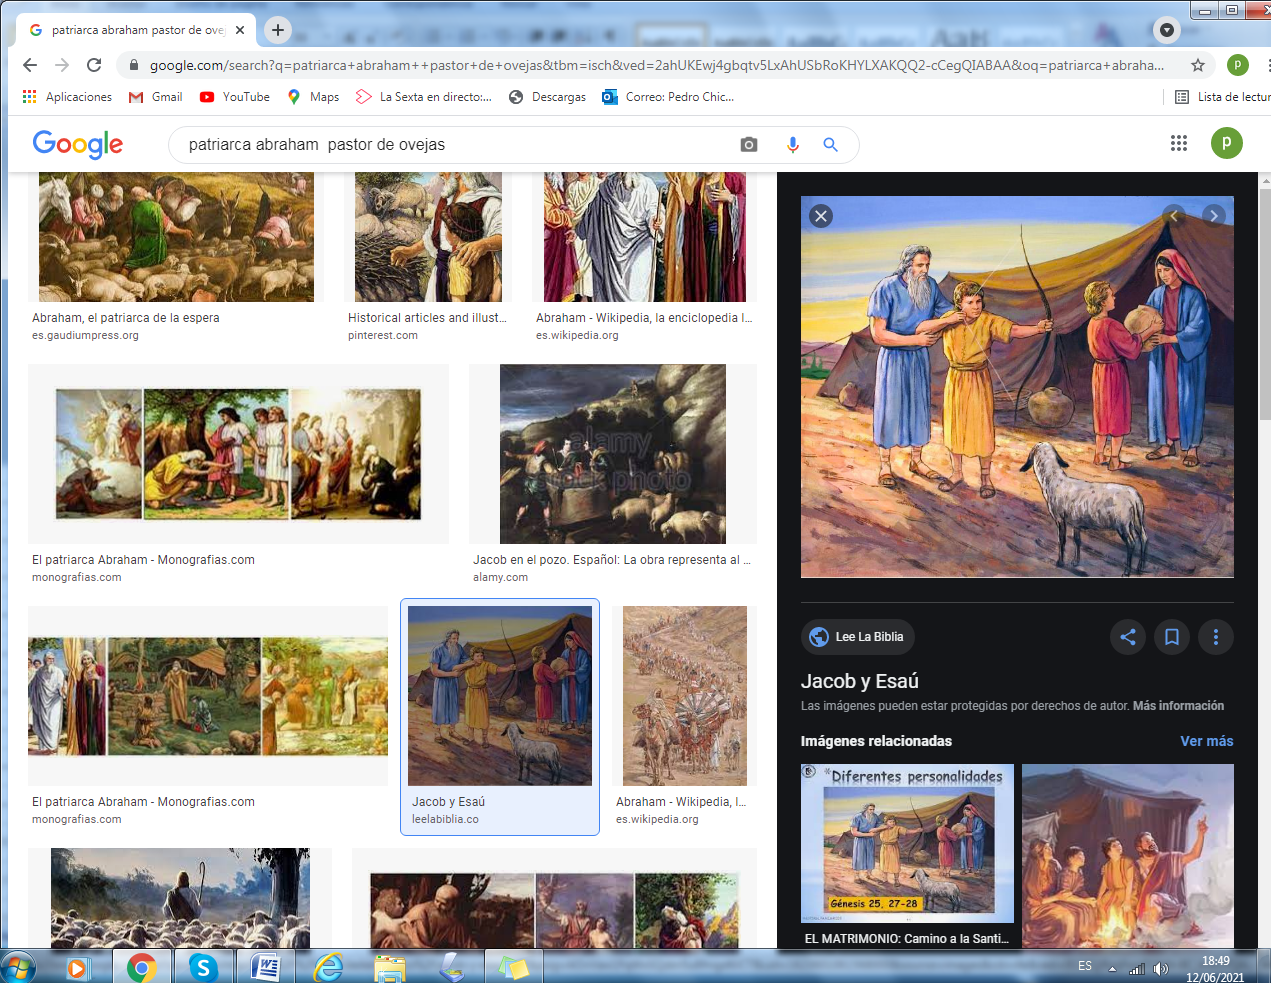 patriarca abraham pastor de ove
google.com/search?q=patriarca+abraham++pastor+de+ovejas&tbm=isch&ved=2ahUKEwj4gbqtv5LxAhUSbRoKHYLXAKQQ2-cCegQIABAA&oq=patriarca+abraha...
p
Aplicaciones
Gmail
YouTube
Maps
La Sexta en directo:...
Descargas
Correo: Pedro Chic...
Lista de lectur
Google
patriarca abraham  pastor de ovejas
p
Abraham, el patriarca de la espera
es.gaudiumpress.org
Historical articles and illust...
pinterest.com
Abraham - Wikipedia, la enciclopedia l...
es.wikipedia.org
alamy
stock photo
El patriarca Abraham - Monografias.com
monografias.com
Jacob en el pozo. Español: La obra representa al ...
alamy.com
El patriarca Abraham - Monografias.com
monografias.com
Jacob y Esaú
leelabiblia.co
Abraham - Wikipedia, l...
es.wikipedia.org
Lee La Biblia
Jacob y Esaú
Las imágenes pueden estar protegidas por derechos de autor. Más información
Imágenes relacionadas
Ver más
*Diferentes personalidades
Génesis 25, 27-28
EL MATRIMONIO: Camino a la Santi...
ES
18:49
12/06/2021